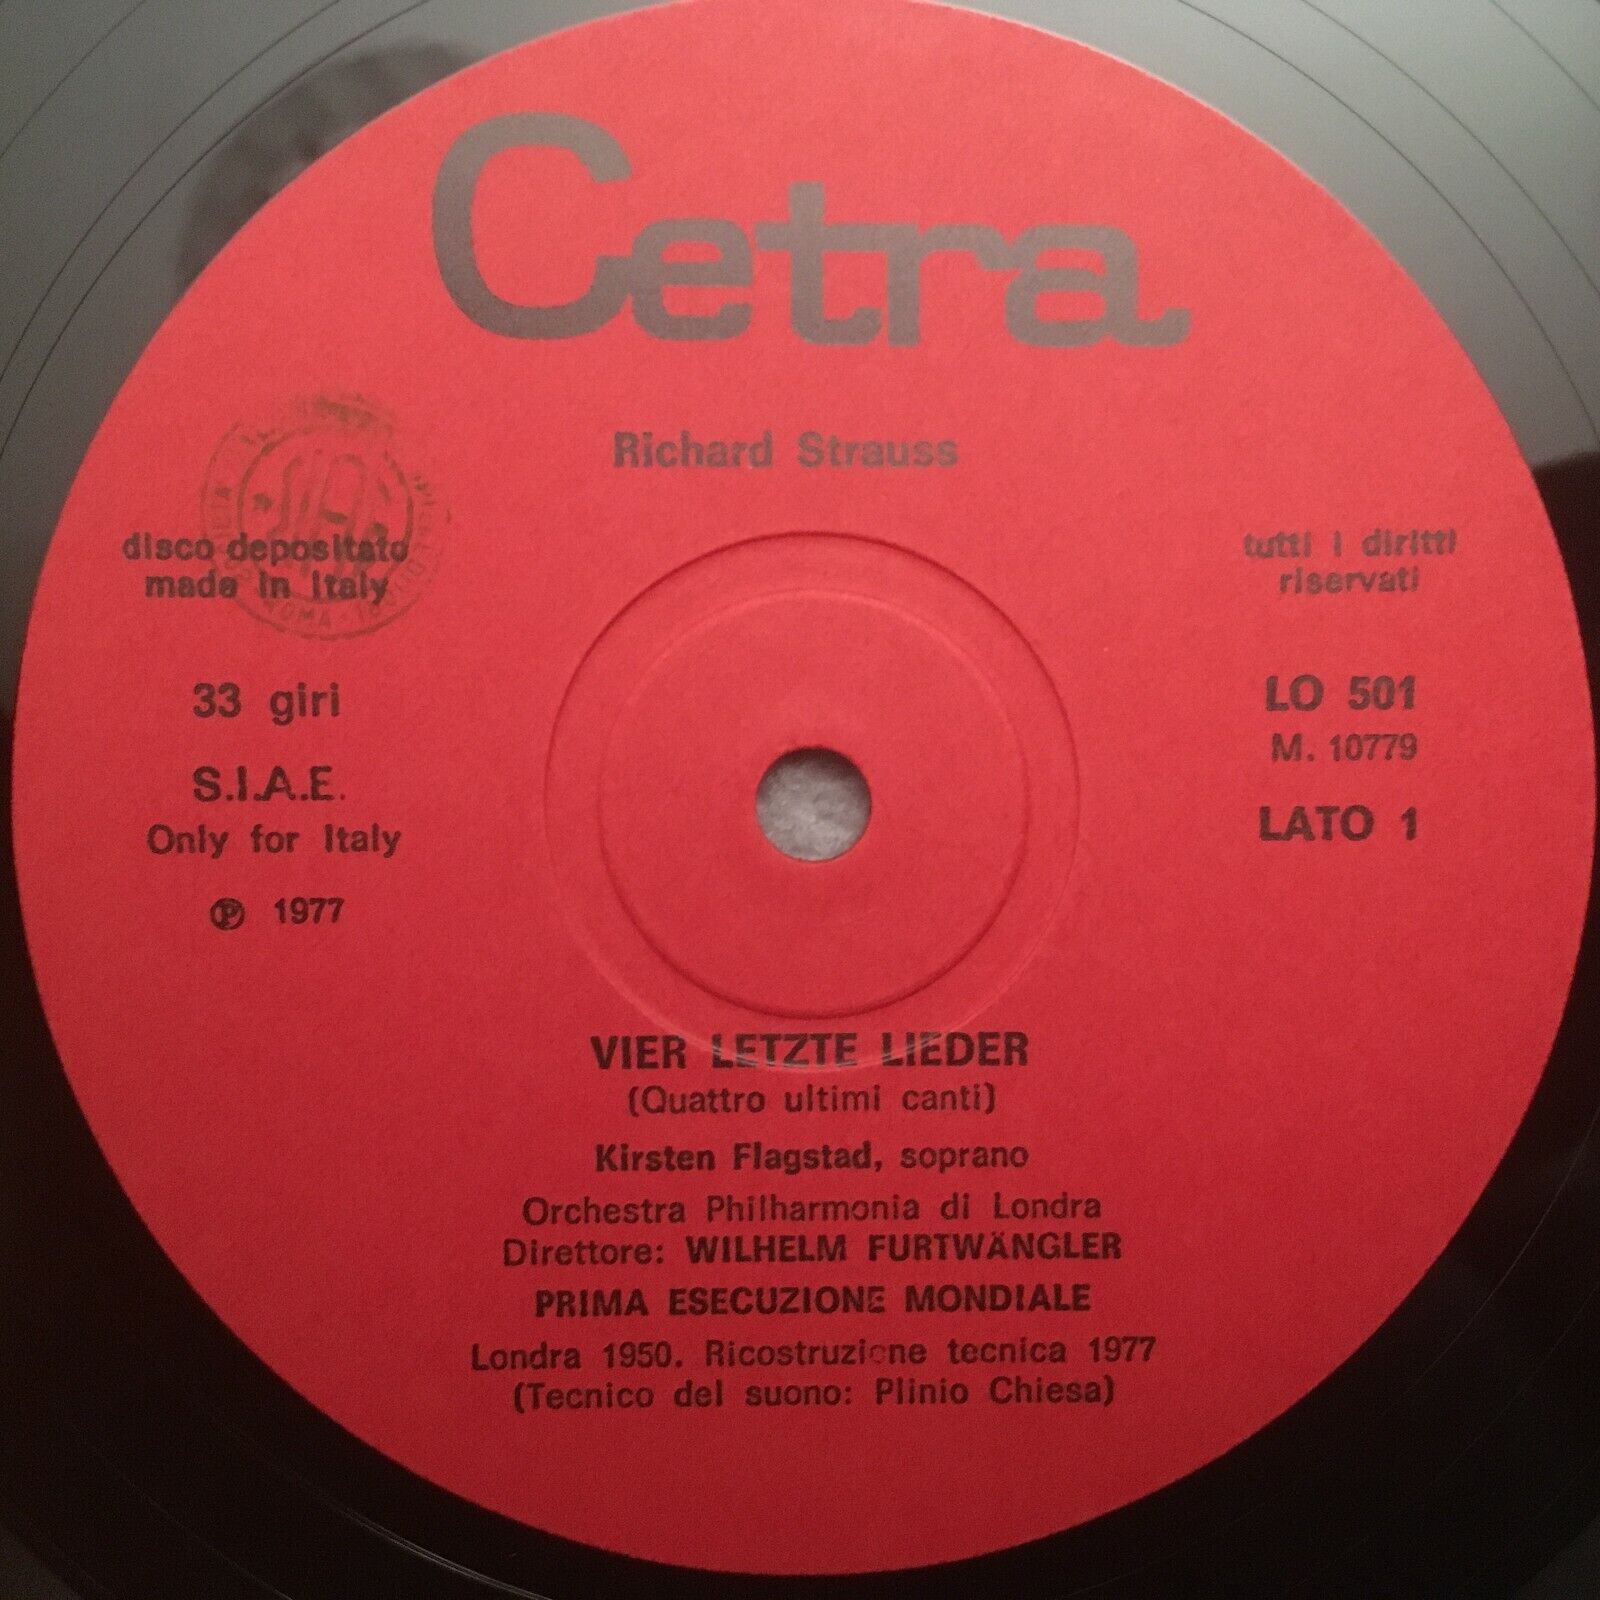 Cetra
Richard Strauss
disco depositato
made in Italy
tutti i diritti
riservati
33 giri
S.I.A.E.
Only for Italy
℗ 1977
LO 501
M. 10779
LATO 1
VIER LETZTE LIEDER
(Quattro ultimi canti)
Kirsten Flagstad, soprano
Orchestra Philharmonia di Londra
Direttore: WILHELM FURTWÄNGLER
PRIMA ESECUZIONE MONDIALE
Londra 1950. Ricostruzione tecnica 1977
(Tecnico del suono: Plinio Chiesa)